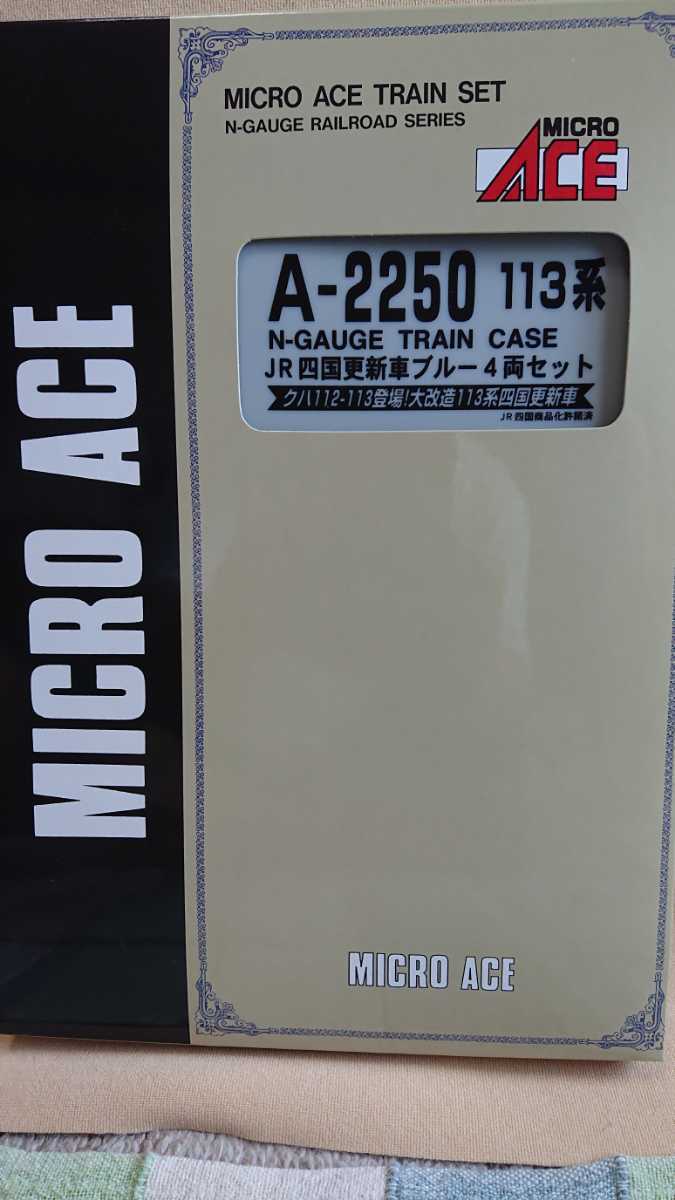 MICRO ACE
MICRO ACE TRAIN SET
N-GAUGE RAILROAD SERIES
MICRO
ACE
A-2250 113系
N-GAUGE TRAIN CASE
JR四国更新車ブルー4両セット
クハ112-113登場!大改造113系四国更新車
JR四国商品化許諾済
MICRO ACE